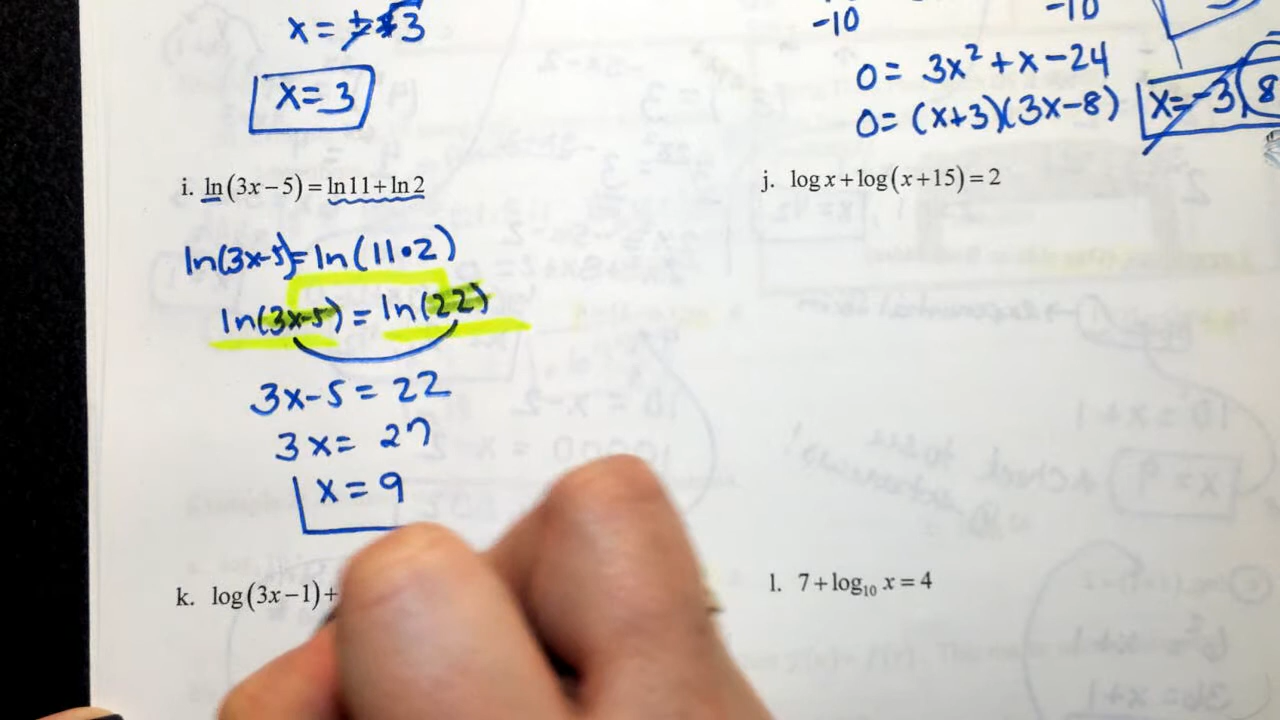 x = ± √3
x = 3
-10 -10
0 = 3x² + x - 24
0 = (x+3)(3x-8)
x = -3, 8
i. ln(3x-5) = ln11 + ln2
ln(3x-5) = ln(11•2)
ln(3x-5) = ln(22)
3x-5 = 22
3x = 27
x = 9
j. logx + log(x+15) = 2
k. log(3x-1)+
l. 7 + log₁₀ x = 4